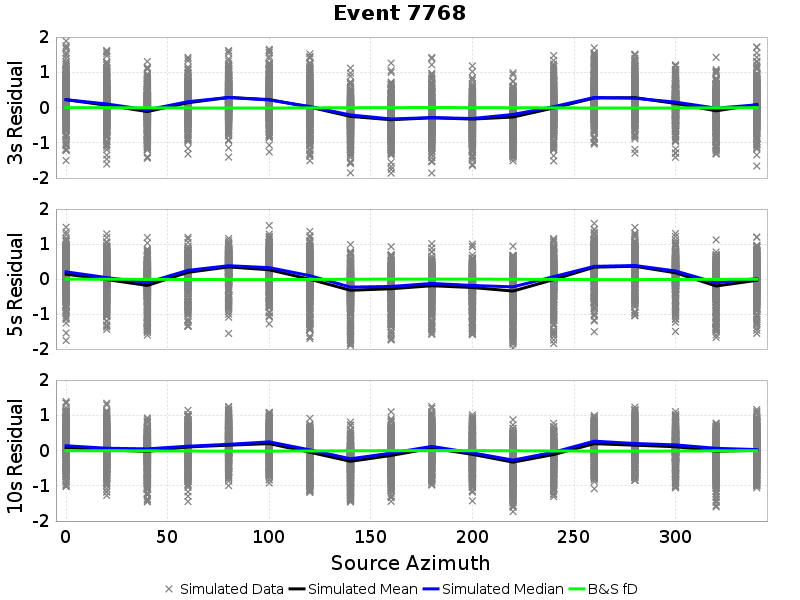 Event 7768
3s Residual
2
1
0
-1
-2
5s Residual
2
1
0
-1
-2
10s Residual
2
1
0
-1
-2
0 50 100 150 200 250 300
Source Azimuth
Simulated Data Simulated Mean Simulated Median B&S fD